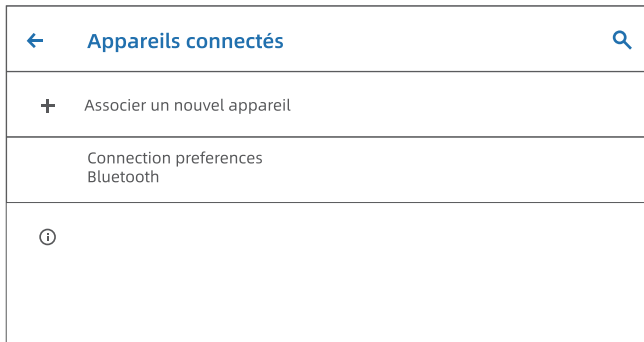 Appareils connectés
Associer un nouvel appareil
Connection preferences
Bluetooth